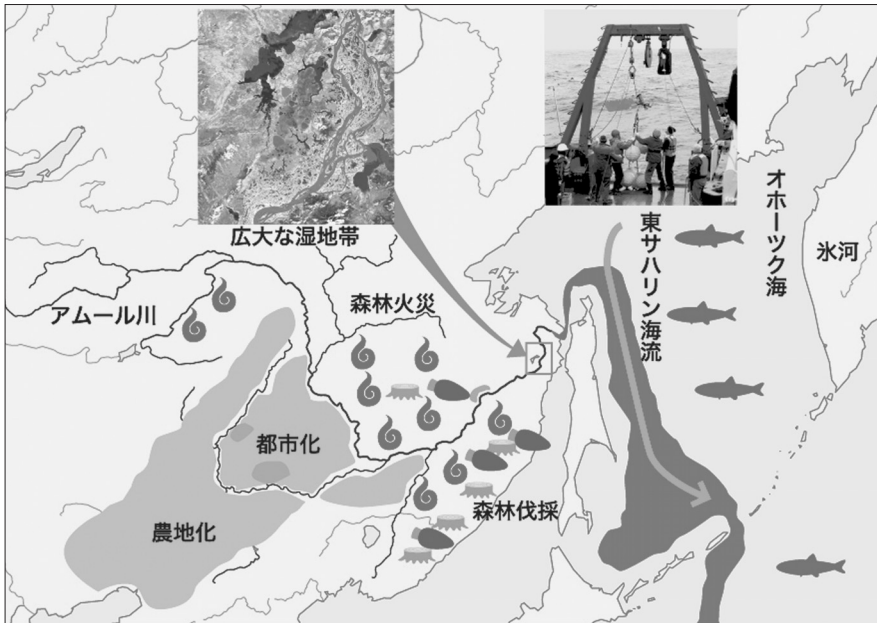 広大な湿地帯
アムール川
森林火災
東サハリン海流
オホーツク海
氷河
都市化
農地化
森林伐採